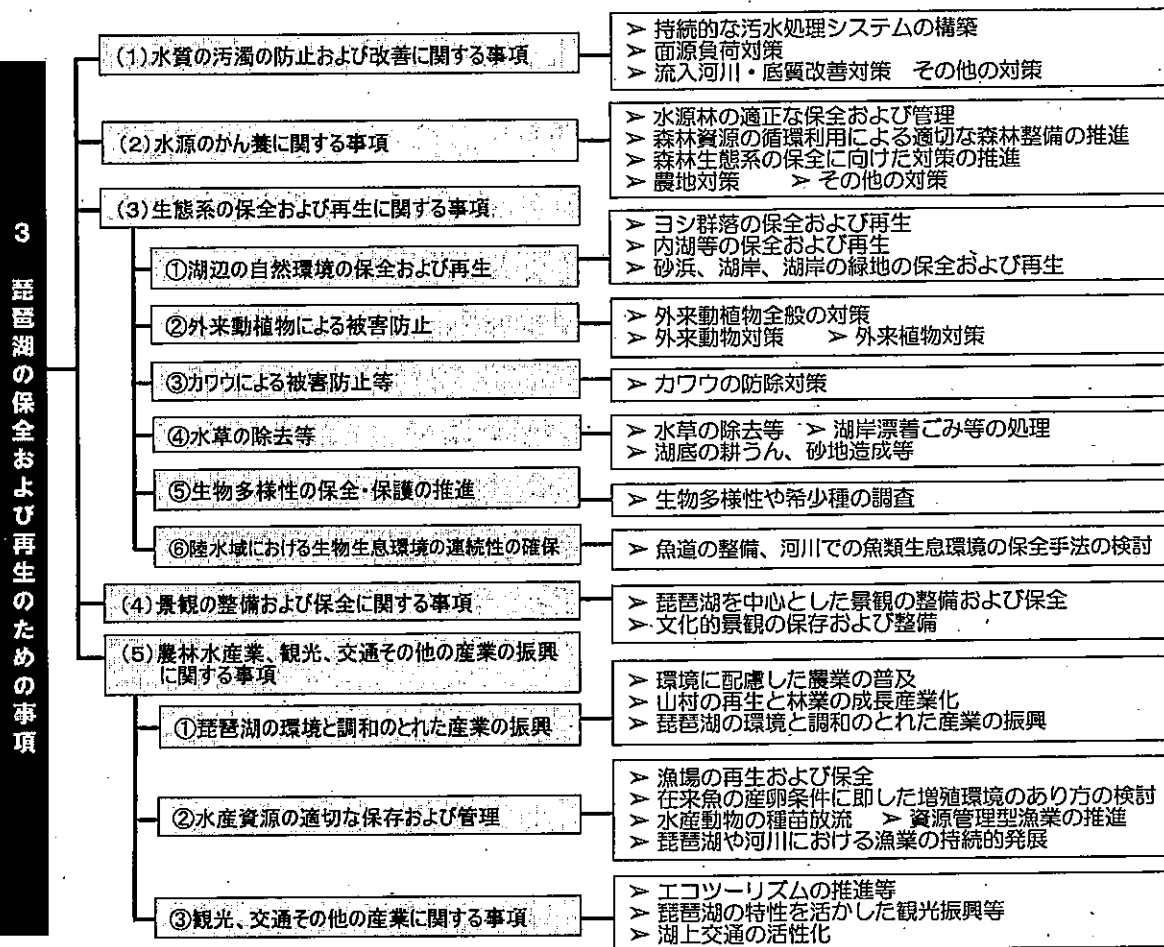 3 琵琶湖の保全および再生のための事項
(1)水質の汚濁の防止および改善に関する事項
➢ 持続的な汚水処理システムの構築
➢ 面源負荷対策
➢ 流入河川・底質改善対策 その他の対策
(2)水源のかん養に関する事項
➢ 水源林の適正な保全および管理
➢ 森林資源の循環利用による適切な森林整備の推進
➢ 森林生態系の保全に向けた対策の推進
➢ 農地対策 ➢ その他の対策
(3)生態系の保全および再生に関する事項
①湖辺の自然環境の保全および再生
➢ ヨシ群落の保全および再生
➢ 内湖等の保全および再生
➢ 砂浜、湖岸、湖岸の緑地の保全および再生
②外来動植物による被害防止
➢ 外来動植物全般の対策
➢ 外来動物対策 ➢ 外来植物対策
③カワウによる被害防止等
➢ カワウの防除対策
④水草の除去等
➢ 水草の除去等 ➢ 湖岸漂着ごみ等の処理
➢ 湖底の耕うん、砂地造成等
⑤生物多様性の保全・保護の推進
➢ 生物多様性や希少種の調査
⑥陸水域における生物生息環境の連続性の確保
➢ 魚道の整備、河川での魚類生息環境の保全手法の検討
(4)景観の整備および保全に関する事項
➢ 琵琶湖を中心とした景観の整備および保全
➢ 文化的景観の保存および整備
(5)農林水産業、観光、交通その他の産業の振興
に関する事項
①琵琶湖の環境と調和のとれた産業の振興
➢ 環境に配慮した農業の普及
➢ 山村の再生と林業の成長産業化
➢ 琵琶湖の環境と調和のとれた産業の振興
②水産資源の適切な保存および管理
➢ 漁場の再生および保全
➢ 在来魚の産卵条件に即した増殖環境のあり方の検討
➢ 水産動物の種苗放流 ➢ 資源管理型漁業の推進
➢ 琵琶湖や河川における漁業の持続的発展
③観光、交通その他の産業に関する事項
➢ エコツーリズムの推進等
➢ 琵琶湖の特性を活かした観光振興等
➢ 湖上交通の活性化